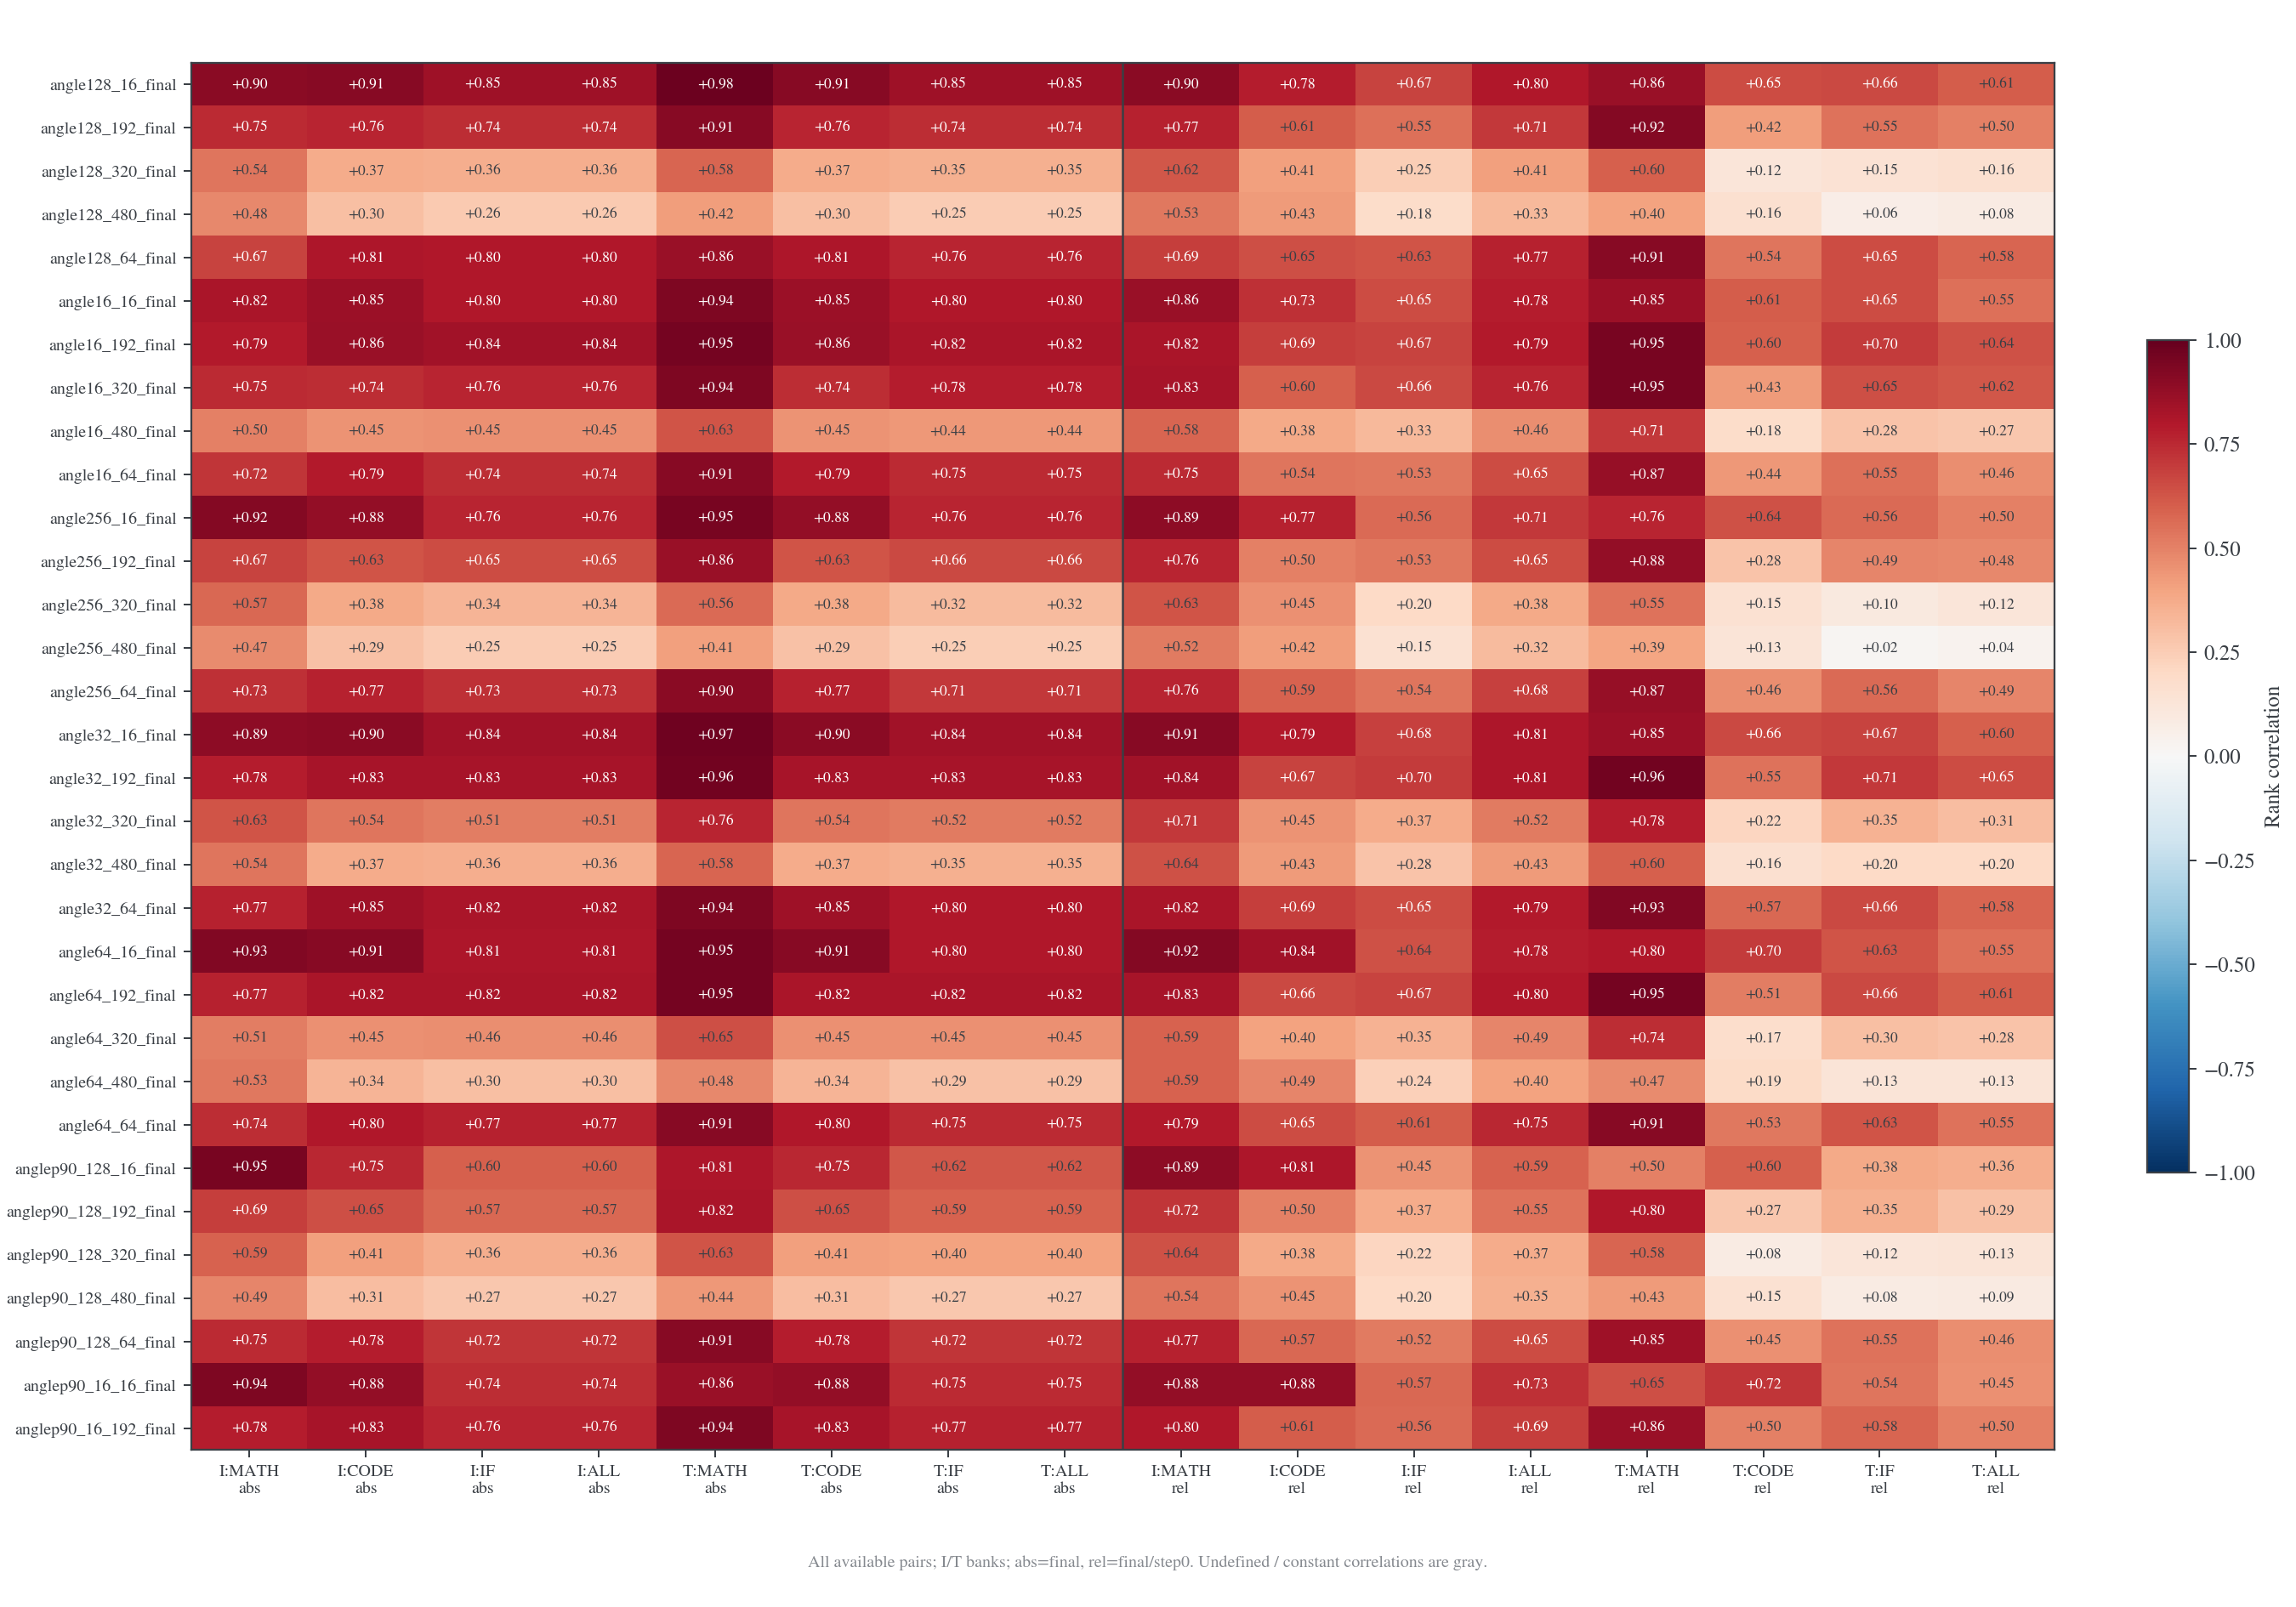 angle128_16_final +0.90 +0.91 +0.85 +0.85 +0.98 +0.91 +0.85 +0.85 +0.90 +0.78 +0.67 +0.80 +0.86 +0.65 +0.66 +0.61
angle128_192_final +0.75 +0.76 +0.74 +0.74 +0.91 +0.76 +0.74 +0.74 +0.77 +0.61 +0.55 +0.71 +0.92 +0.42 +0.55 +0.50
angle128_320_final +0.54 +0.37 +0.36 +0.36 +0.58 +0.37 +0.35 +0.35 +0.62 +0.41 +0.25 +0.41 +0.60 +0.12 +0.15 +0.16
angle128_480_final +0.48 +0.30 +0.26 +0.26 +0.42 +0.30 +0.25 +0.25 +0.53 +0.43 +0.18 +0.33 +0.40 +0.16 +0.06 +0.08
angle128_64_final +0.67 +0.81 +0.80 +0.80 +0.86 +0.81 +0.76 +0.76 +0.69 +0.65 +0.63 +0.77 +0.91 +0.54 +0.65 +0.58
angle16_16_final +0.82 +0.85 +0.80 +0.80 +0.94 +0.85 +0.80 +0.80 +0.86 +0.73 +0.65 +0.78 +0.85 +0.61 +0.65 +0.55
angle16_192_final +0.79 +0.86 +0.84 +0.84 +0.95 +0.86 +0.82 +0.82 +0.82 +0.69 +0.67 +0.79 +0.95 +0.60 +0.70 +0.64
angle16_320_final +0.75 +0.74 +0.76 +0.76 +0.94 +0.74 +0.78 +0.78 +0.83 +0.60 +0.66 +0.76 +0.95 +0.43 +0.65 +0.62
angle16_480_final +0.50 +0.45 +0.45 +0.45 +0.63 +0.45 +0.44 +0.44 +0.58 +0.38 +0.33 +0.46 +0.71 +0.18 +0.28 +0.27
angle16_64_final +0.72 +0.79 +0.74 +0.74 +0.91 +0.79 +0.75 +0.75 +0.75 +0.54 +0.53 +0.65 +0.87 +0.44 +0.55 +0.46
angle256_16_final +0.92 +0.88 +0.76 +0.76 +0.95 +0.88 +0.76 +0.76 +0.89 +0.77 +0.56 +0.71 +0.76 +0.64 +0.56 +0.50
angle256_192_final +0.67 +0.63 +0.65 +0.65 +0.86 +0.63 +0.66 +0.66 +0.76 +0.50 +0.53 +0.65 +0.88 +0.28 +0.49 +0.48
angle256_320_final +0.57 +0.38 +0.34 +0.34 +0.56 +0.38 +0.32 +0.32 +0.63 +0.45 +0.20 +0.38 +0.55 +0.15 +0.10 +0.12
angle256_480_final +0.47 +0.29 +0.25 +0.25 +0.41 +0.29 +0.25 +0.25 +0.52 +0.42 +0.15 +0.32 +0.39 +0.13 +0.02 +0.04
angle256_64_final +0.73 +0.77 +0.73 +0.73 +0.90 +0.77 +0.71 +0.71 +0.76 +0.59 +0.54 +0.68 +0.87 +0.46 +0.56 +0.49
angle32_16_final +0.89 +0.90 +0.84 +0.84 +0.97 +0.90 +0.84 +0.84 +0.91 +0.79 +0.68 +0.81 +0.85 +0.66 +0.67 +0.60
angle32_192_final +0.78 +0.83 +0.83 +0.83 +0.96 +0.83 +0.83 +0.83 +0.84 +0.67 +0.70 +0.81 +0.96 +0.55 +0.71 +0.65
angle32_320_final +0.63 +0.54 +0.51 +0.51 +0.76 +0.54 +0.52 +0.52 +0.71 +0.45 +0.37 +0.52 +0.78 +0.22 +0.35 +0.31
angle32_480_final +0.54 +0.37 +0.36 +0.36 +0.58 +0.37 +0.35 +0.35 +0.64 +0.43 +0.28 +0.43 +0.60 +0.16 +0.20 +0.20
angle32_64_final +0.77 +0.85 +0.82 +0.82 +0.94 +0.85 +0.80 +0.80 +0.82 +0.69 +0.65 +0.79 +0.93 +0.57 +0.66 +0.58
angle64_16_final +0.93 +0.91 +0.81 +0.81 +0.95 +0.91 +0.80 +0.80 +0.92 +0.84 +0.64 +0.78 +0.80 +0.70 +0.63 +0.55
angle64_192_final +0.77 +0.82 +0.82 +0.82 +0.95 +0.82 +0.82 +0.82 +0.83 +0.66 +0.67 +0.80 +0.95 +0.51 +0.66 +0.61
angle64_320_final +0.51 +0.45 +0.46 +0.46 +0.65 +0.45 +0.45 +0.45 +0.59 +0.40 +0.35 +0.49 +0.74 +0.17 +0.30 +0.28
angle64_480_final +0.53 +0.34 +0.30 +0.30 +0.48 +0.34 +0.29 +0.29 +0.59 +0.49 +0.24 +0.40 +0.47 +0.19 +0.13 +0.13
angle64_64_final +0.74 +0.80 +0.77 +0.77 +0.91 +0.80 +0.75 +0.75 +0.79 +0.65 +0.61 +0.75 +0.91 +0.53 +0.63 +0.55
anglep90_128_16_final +0.95 +0.75 +0.60 +0.60 +0.81 +0.75 +0.62 +0.62 +0.89 +0.81 +0.45 +0.59 +0.50 +0.60 +0.38 +0.36
anglep90_128_192_final +0.69 +0.65 +0.57 +0.57 +0.82 +0.65 +0.59 +0.59 +0.72 +0.50 +0.37 +0.55 +0.80 +0.27 +0.35 +0.29
anglep90_128_320_final +0.59 +0.41 +0.36 +0.36 +0.63 +0.41 +0.40 +0.40 +0.64 +0.38 +0.22 +0.37 +0.58 +0.08 +0.12 +0.13
anglep90_128_480_final +0.49 +0.31 +0.27 +0.27 +0.44 +0.31 +0.27 +0.27 +0.54 +0.45 +0.20 +0.35 +0.43 +0.15 +0.08 +0.09
anglep90_128_64_final +0.75 +0.78 +0.72 +0.72 +0.91 +0.78 +0.72 +0.72 +0.77 +0.57 +0.52 +0.65 +0.85 +0.45 +0.55 +0.46
anglep90_16_16_final +0.94 +0.88 +0.74 +0.74 +0.86 +0.88 +0.75 +0.75 +0.88 +0.88 +0.57 +0.73 +0.65 +0.72 +0.54 +0.45
anglep90_16_192_final +0.78 +0.83 +0.76 +0.76 +0.94 +0.83 +0.77 +0.77 +0.80 +0.61 +0.56 +0.69 +0.86 +0.50 +0.58 +0.50
I:MATH I:CODE I:IF I:ALL T:MATH T:CODE T:IF T:ALL I:MATH I:CODE I:IF I:ALL T:MATH T:CODE T:IF T:ALL
abs abs abs abs abs abs abs abs rel rel rel rel rel rel rel rel
1.00
0.75
0.50
0.25
0.00
−0.25
−0.50
−0.75
−1.00
Rank correlation
All available pairs; I/T banks; abs=final, rel=final/step0. Undefined / constant correlations are gray.